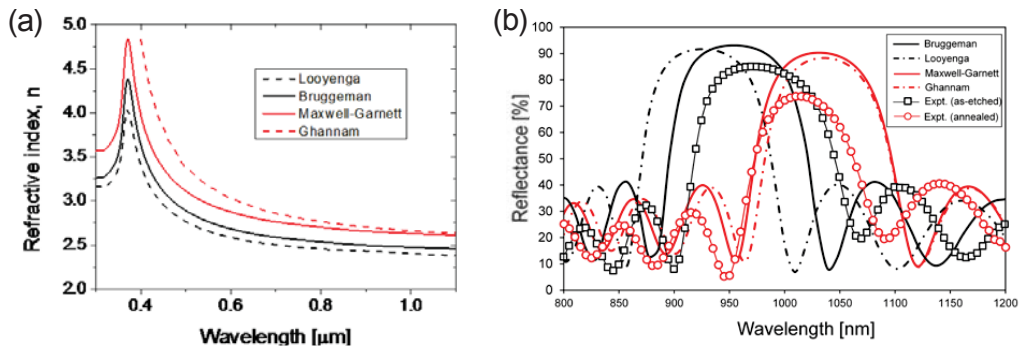 (a)
5.0
4.5
4.0
3.5
3.0
2.5
2.0
Refractive index, n
Looyenga
Bruggeman
Maxwell-Garnett
Ghannam
0.4
0.6
0.8
1.0
Wavelength [µm]
(b)
100
90
80
70
60
50
40
30
20
10
0
Reflectance [%]
Bruggeman
Looyenga
Maxwell-Garnett
Ghannam
Expt. (as-etched)
Expt. (annealed)
800
850
900
950
1000
1050
1100
1150
1200
Wavelength [nm]